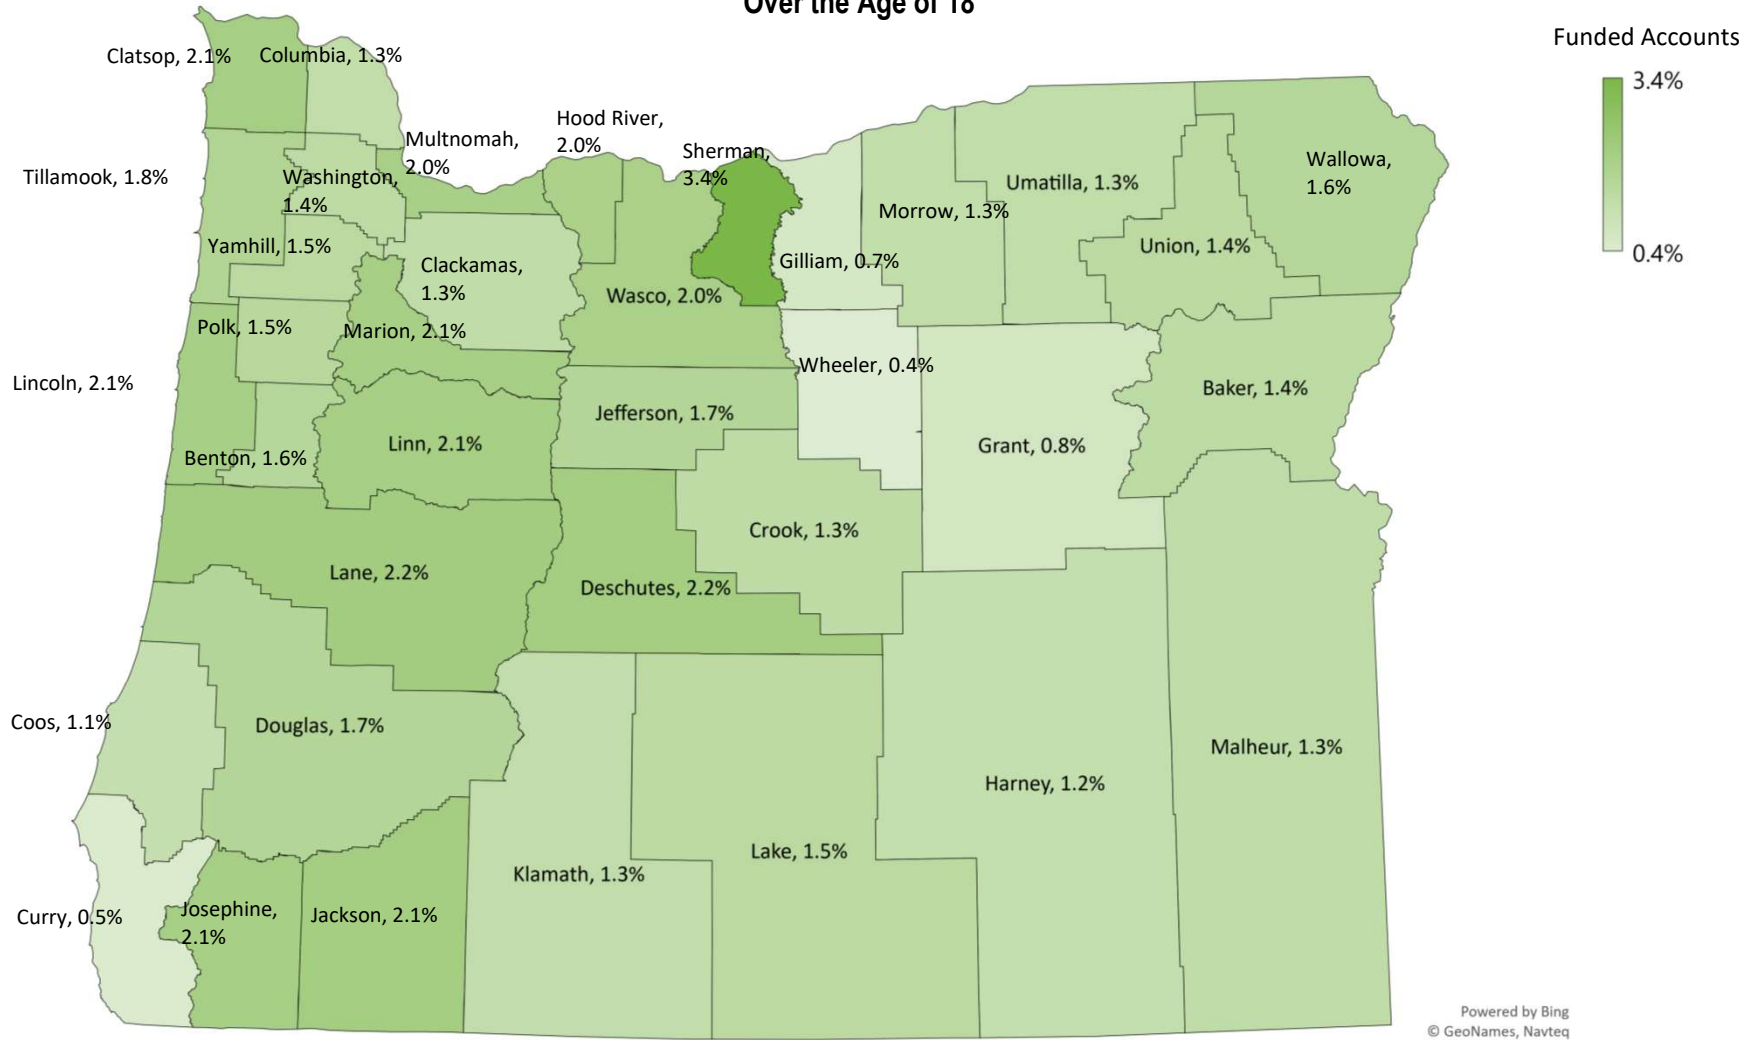 Over the Age of 18
Funded Accounts
3.4%
0.4%
Clatsop, 2.1%
Columbia, 1.3%
Hood River,
2.0%
Multnomah,
2.0%
Sherman,
3.4%
Tillamook, 1.8%
Washington,
1.4%
Wallowa,
1.6%
Umatilla, 1.3%
Morrow, 1.3%
Yamhill, 1.5%
Union, 1.4%
Clackamas,
1.3%
Gilliam, 0.7%
Wasco, 2.0%
Polk, 1.5%
Marion, 2.1%
Wheeler, 0.4%
Lincoln, 2.1%
Baker, 1.4%
Jefferson, 1.7%
Linn, 2.1%
Grant, 0.8%
Benton, 1.6%
Crook, 1.3%
Lane, 2.2%
Deschutes, 2.2%
Coos, 1.1%
Douglas, 1.7%
Malheur, 1.3%
Harney, 1.2%
Lake, 1.5%
Klamath, 1.3%
Curry, 0.5%
Josephine,
2.1%
Jackson, 2.1%
Powered by Bing
© GeoNames, Navteq